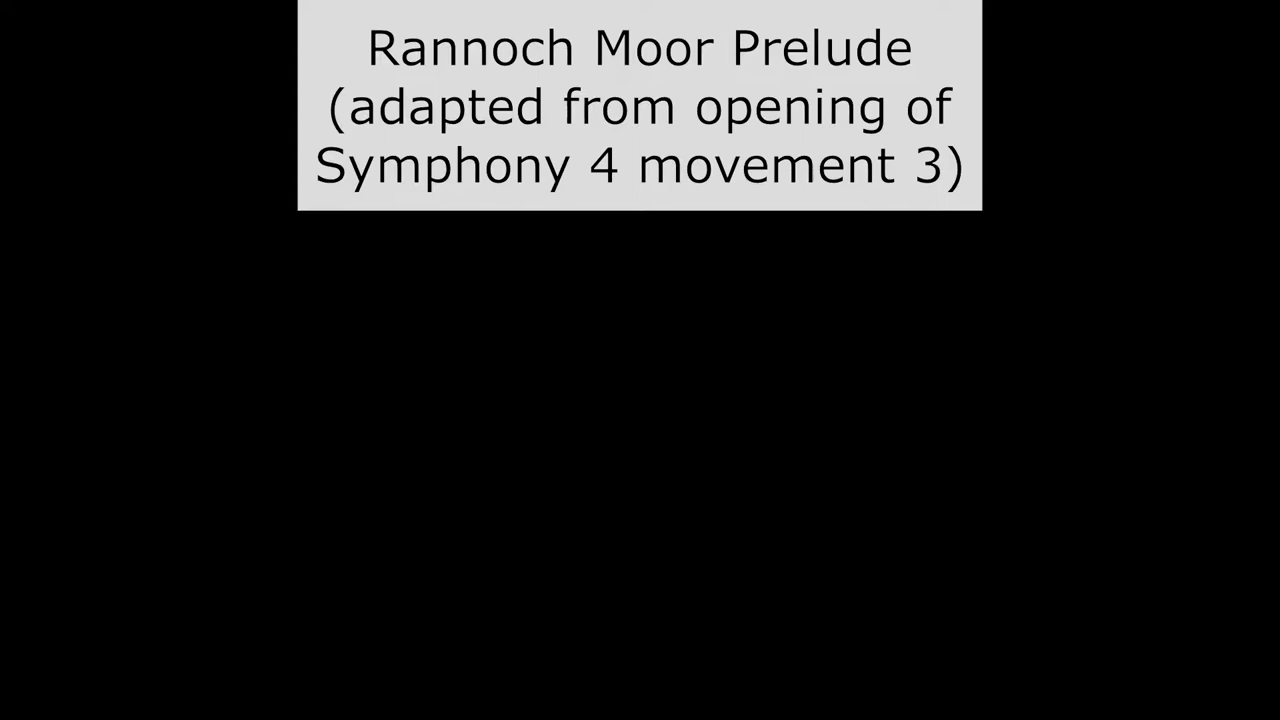 Rannoch Moor Prelude
(adapted from opening of
Symphony 4 movement 3)